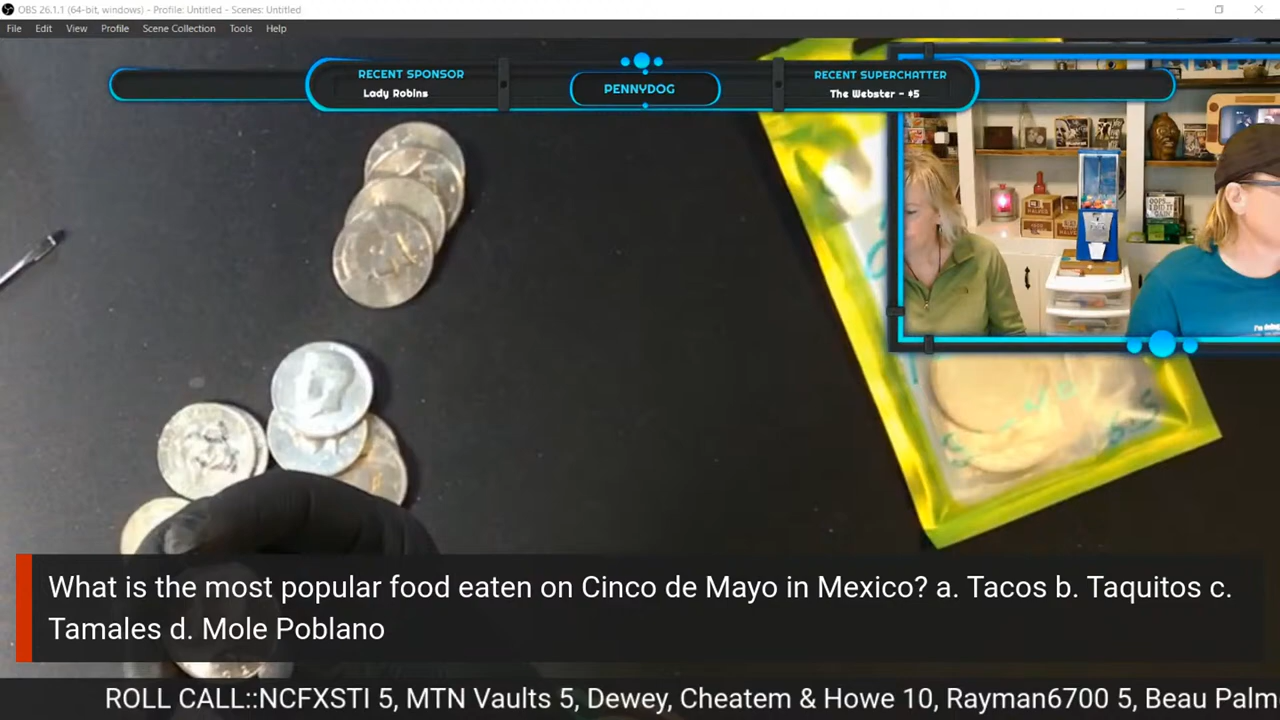 OBS 26.1.1 (64-bit, windows) - Profile: Untitled - Scenes: Untitled
File Edit View Profile Scene Collection Tools Help
RECENT SPONSOR
Lady Robins
PENNYDOG
RECENT SUPERCHATTER
The Webster - $5
What is the most popular food eaten on Cinco de Mayo in Mexico? a. Tacos b. Taquitos c.
Tamales d. Mole Poblano
ROLL CALL::NCFXSTI 5, MTN Vaults 5, Dewey, Cheatem & Howe 10, Rayman6700 5, Beau Palm